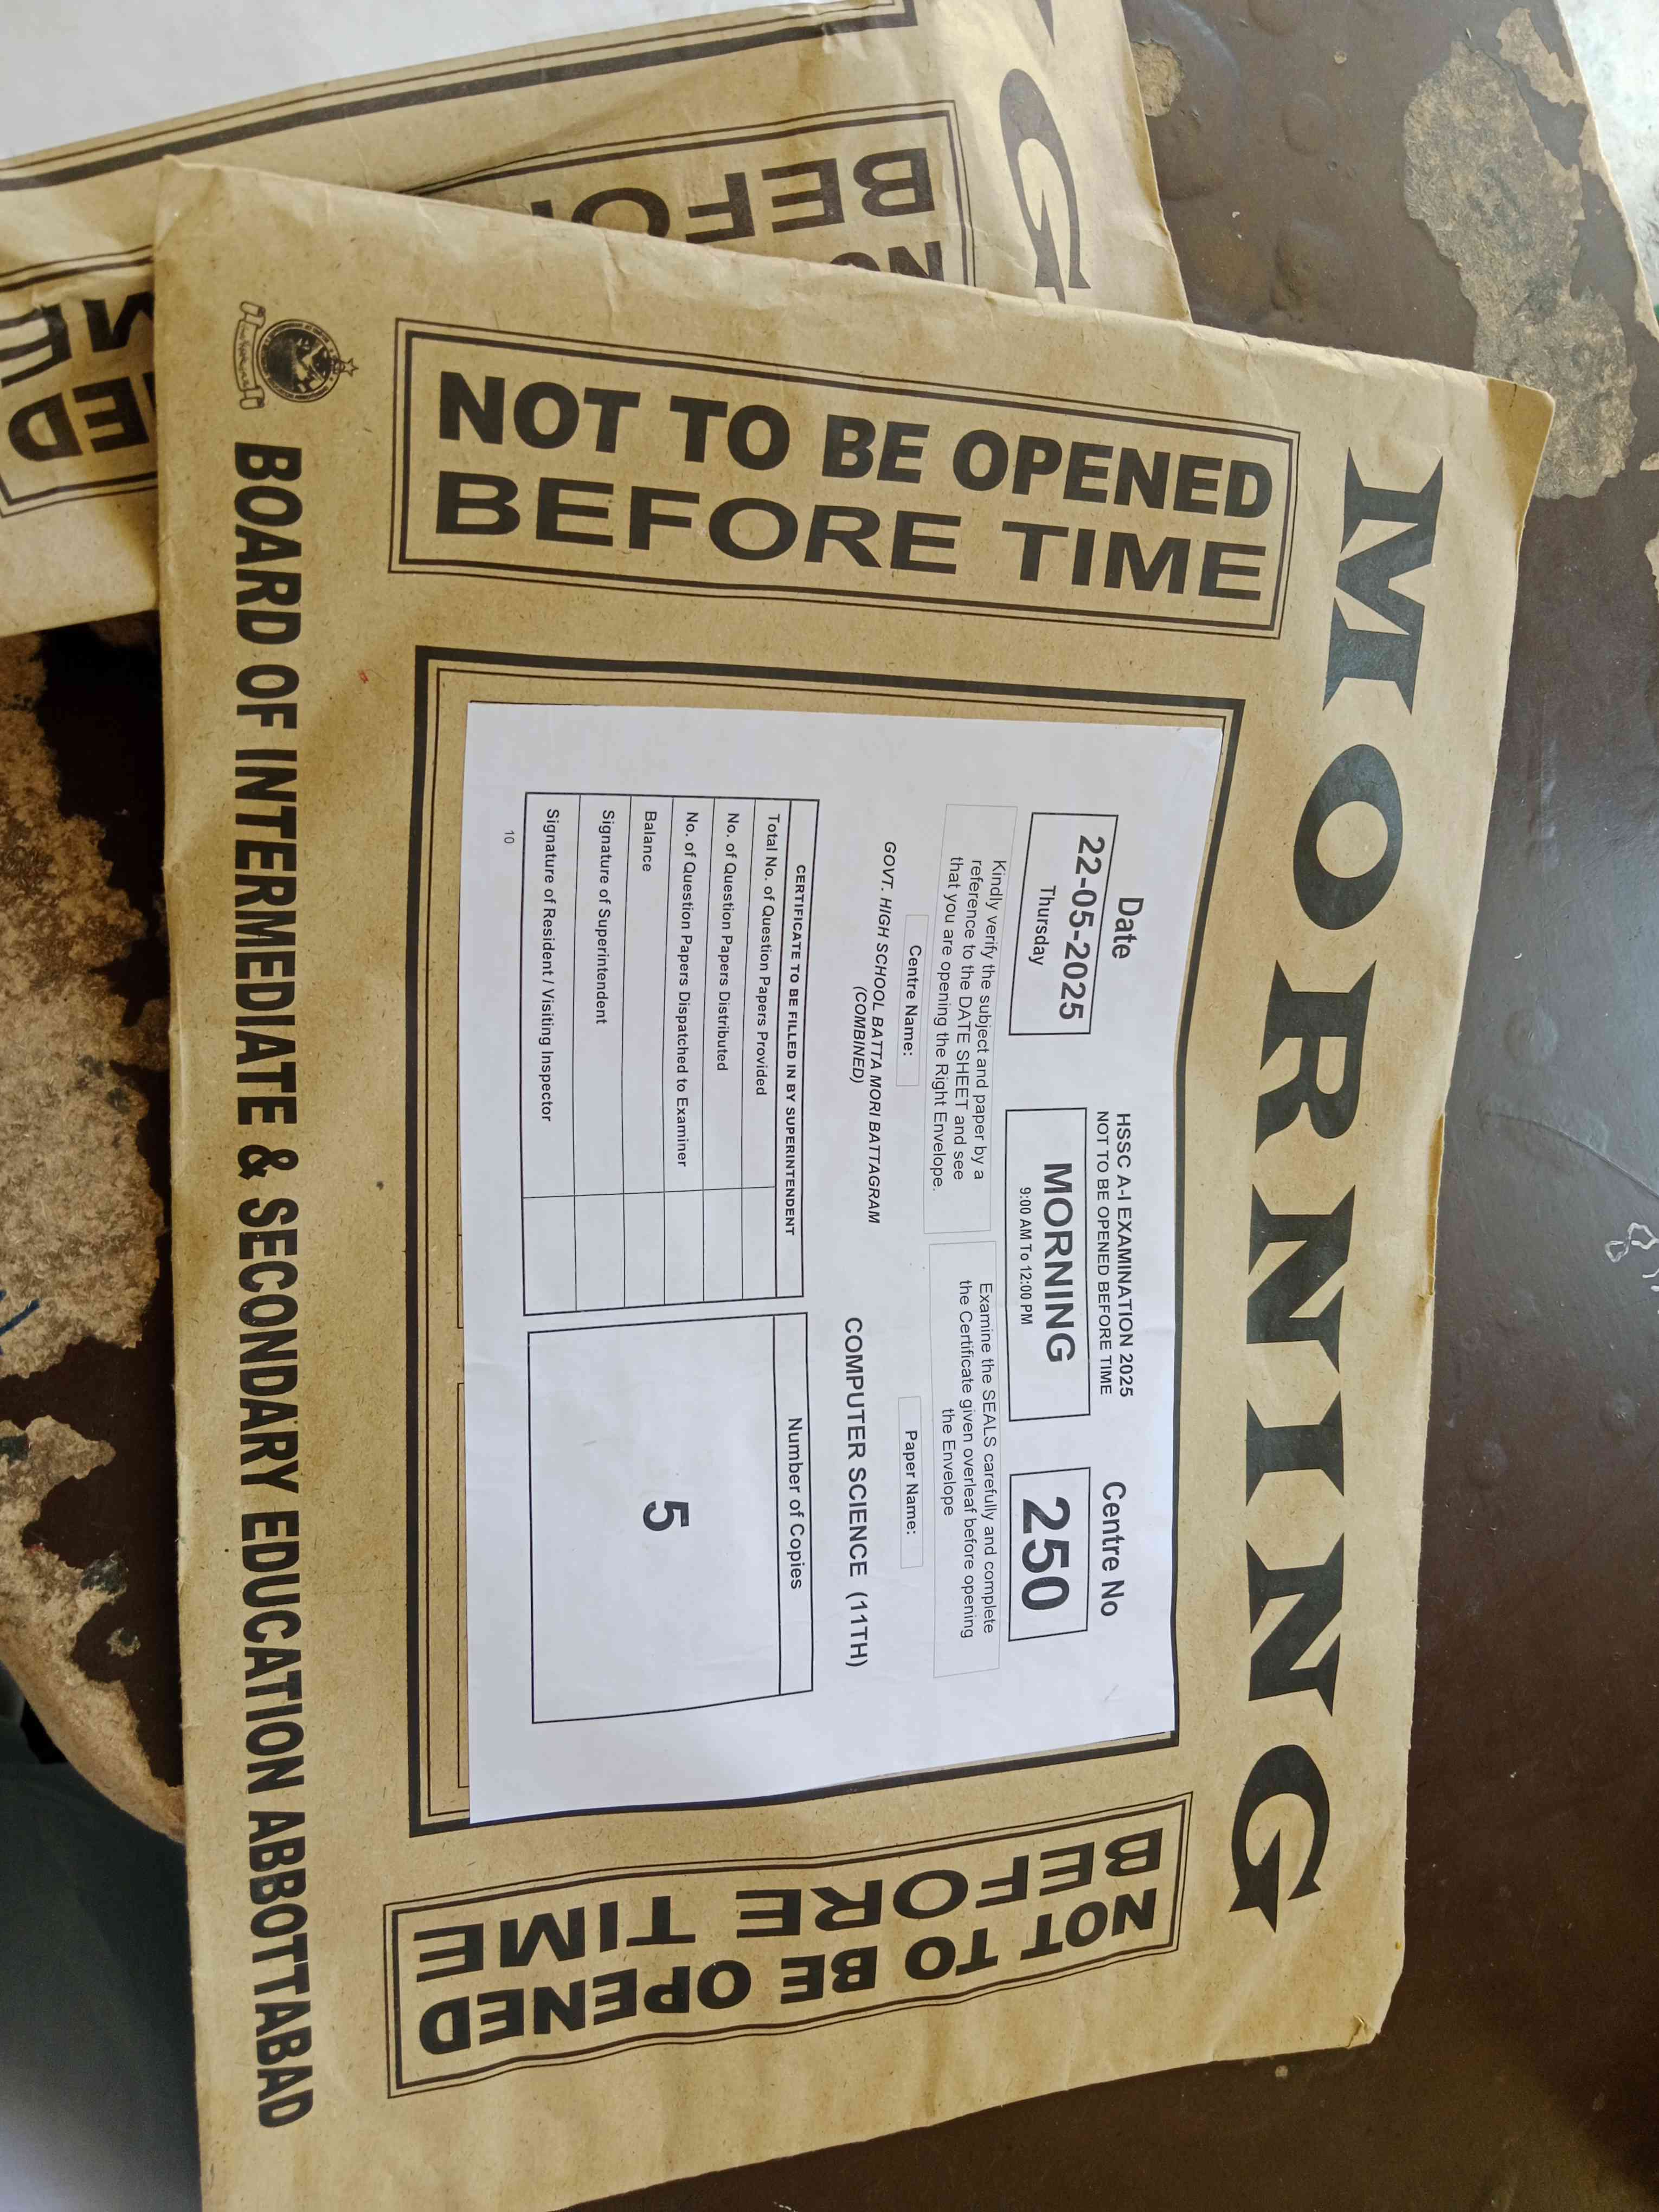 MORNING
NOT TO BE OPENED
BEFORE TIME
Date
22-05-2025
Thursday
HSSC A-I EXAMINATION 2025
NOT TO BE OPENED BEFORE TIME
MORNING
9:00 AM To 12:00 PM
Centre No
250
Kindly verify the subject and paper by a
reference to the DATE SHEET and see
that you are opening the Right Envelope.
Examine the SEALS carefully and complete
the Certificate given overleaf before opening
the Envelope
Centre Name:
GOVT. HIGH SCHOOL BATTA MORI BATTAGRAM
(COMBINED)
Paper Name:
COMPUTER SCIENCE (11TH)
CERTIFICATE TO BE FILLED IN BY SUPERINTENDENT
Total No. of Question Papers Provided
No. of Question Papers Distributed
No. of Question Papers Dispatched to Examiner
Balance
Signature of Superintendent
Signature of Resident / Visiting Inspector
Number of Copies
5
10
NOT TO BE OPENED
BEFORE TIME
BOARD OF INTERMEDIATE & SECONDARY EDUCATION ABBOTTABAD
G